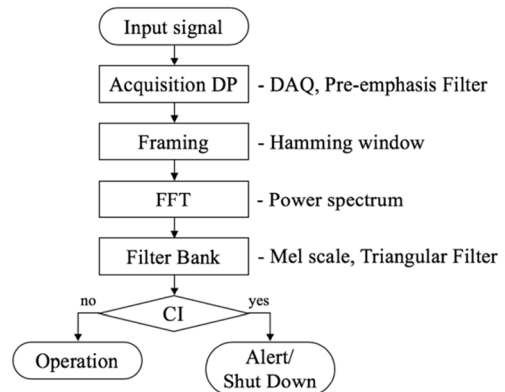 Input signal
Acquisition DP - DAQ, Pre-emphasis Filter
Framing - Hamming window
FFT - Power spectrum
Filter Bank - Mel scale, Triangular Filter
no CI yes
Operation
Alert/
Shut Down